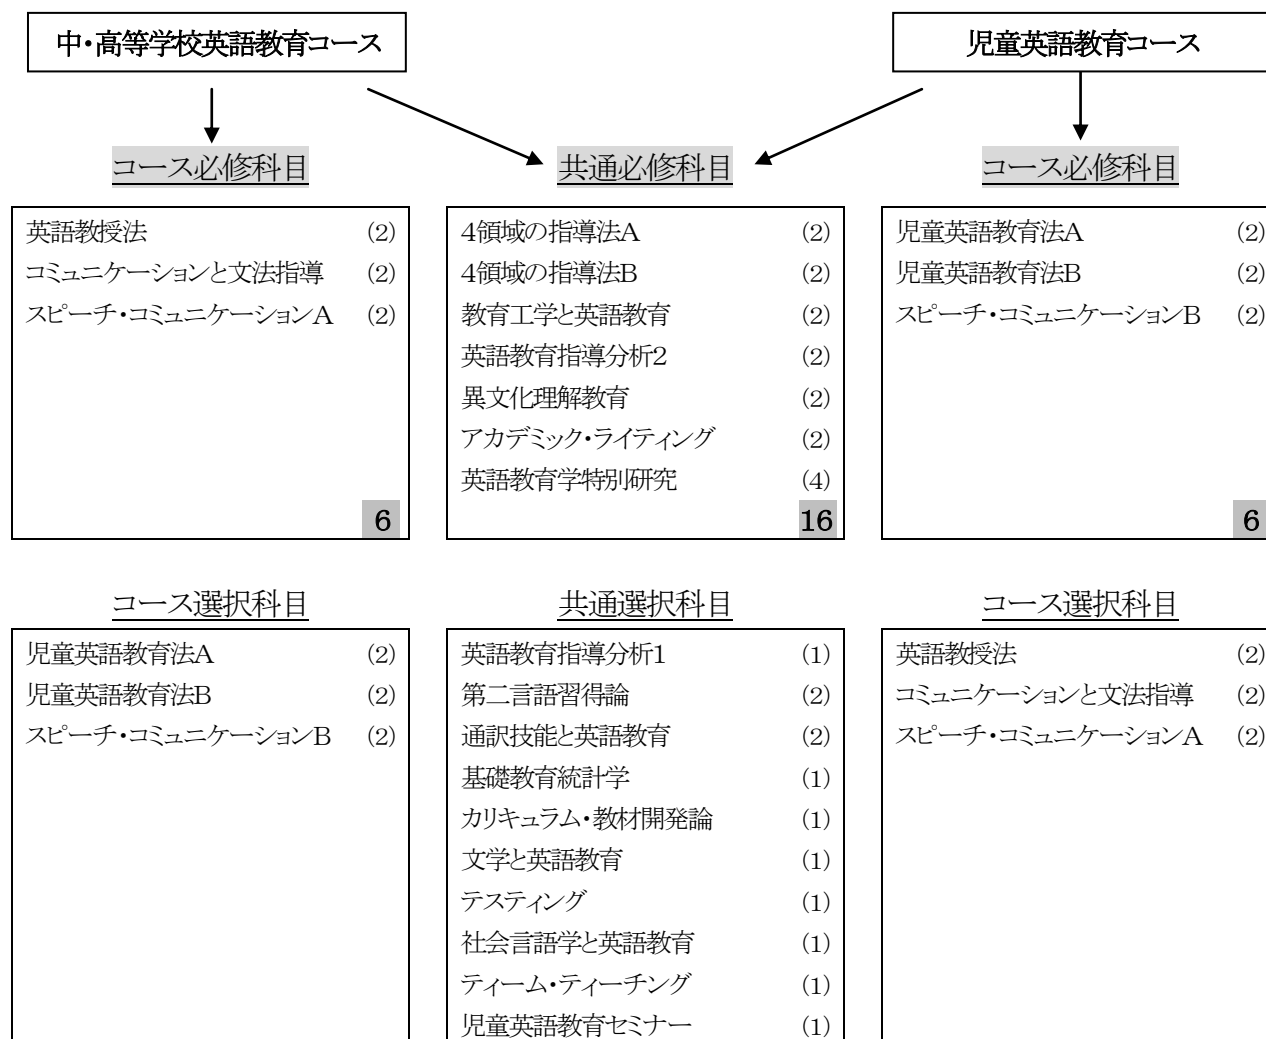 中・高等学校英語教育コース
児童英語教育コース
コース必修科目
英語教授法 (2)
コミュニケーションと文法指導 (2)
スピーチ・コミュニケーションA (2)
6
共通必修科目
4領域の指導法A (2)
4領域の指導法B (2)
教育工学と英語教育 (2)
英語教育指導分析2 (2)
異文化理解教育 (2)
アカデミック・ライティング (2)
英語教育学特別研究 (4)
16
コース必修科目
児童英語教育法A (2)
児童英語教育法B (2)
スピーチ・コミュニケーションB (2)
6
コース選択科目
児童英語教育法A (2)
児童英語教育法B (2)
スピーチ・コミュニケーションB (2)
共通選択科目
英語教育指導分析1 (1)
第二言語習得論 (2)
通訳技能と英語教育 (2)
基礎教育統計学 (1)
カリキュラム・教材開発論 (1)
文学と英語教育 (1)
テスティング (1)
社会言語学と英語教育 (1)
ティーム・ティーチング (1)
児童英語教育セミナー (1)
コース選択科目
英語教授法 (2)
コミュニケーションと文法指導 (2)
スピーチ・コミュニケーションA (2)